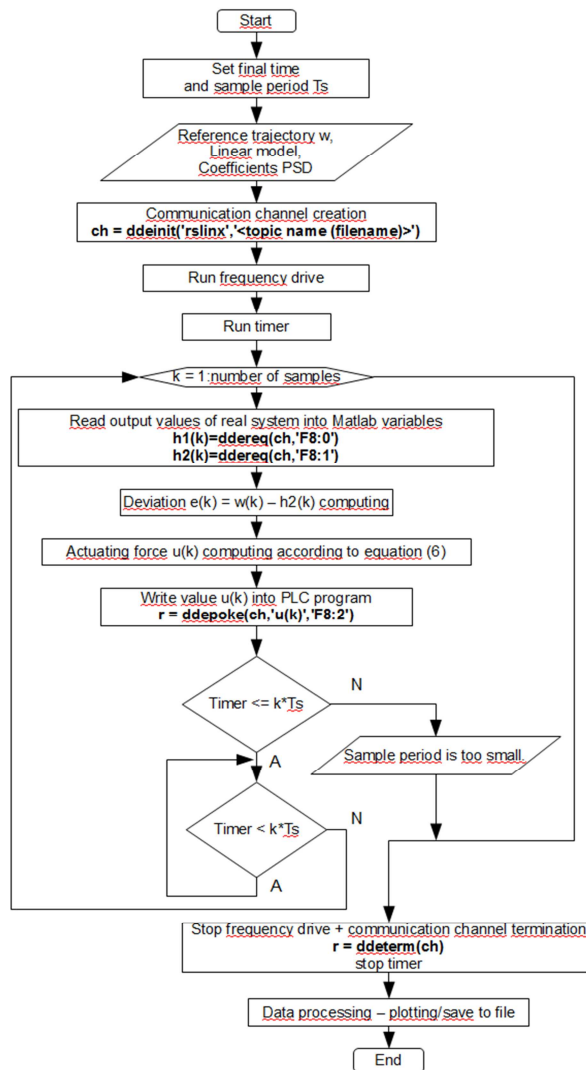 Start
Set final time
and sample period Ts
Reference trajectory w,
Linear model,
Coefficients PSD
Communication channel creation
ch = ddeinit('rslinx','<topic name (filename)>')
Run frequency drive
Run timer
k = 1:number of samples
Read output values of real system into Matlab variables
h1(k)=ddereq(ch,'F8:0')
h2(k)=ddereq(ch,'F8:1')
Deviation e(k) = w(k) – h2(k) computing
Actuating force u(k) computing according to equation (6)
Write value u(k) into PLC program
r = ddepoke(ch,'u(k)','F8:2')
Timer <= k*Ts
N
A
Sample period is too small.
Timer < k*Ts
N
A
Stop frequency drive + communication channel termination
r = ddeterm(ch)
stop timer
Data processing – plotting/save to file
End